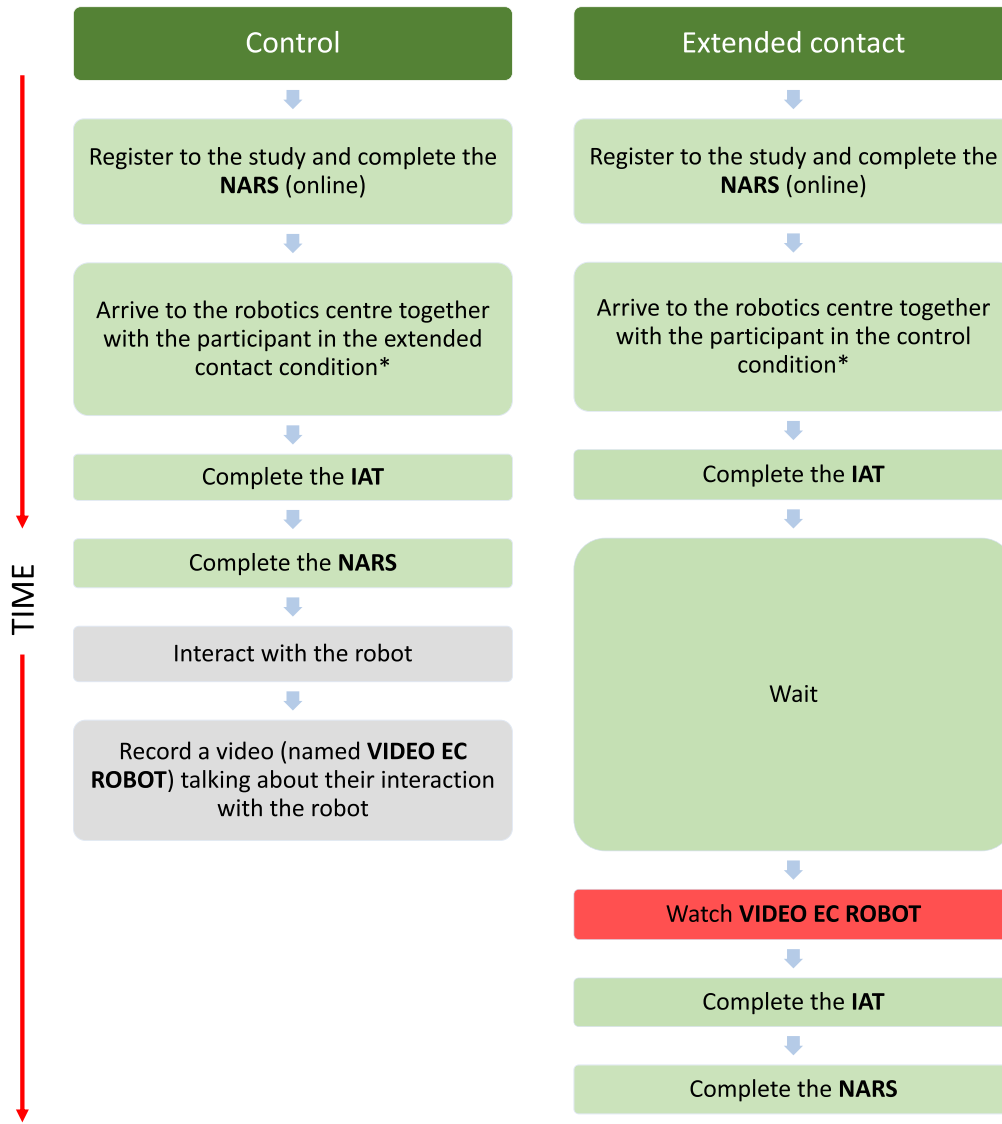 Control
Register to the study and complete the
NARS (online)
Arrive to the robotics centre together
with the participant in the extended
contact condition*
Complete the IAT
Complete the NARS
Interact with the robot
Record a video (named VIDEO EC
ROBOT) talking about their interaction
with the robot
Extended contact
Register to the study and complete the
NARS (online)
Arrive to the robotics centre together
with the participant in the control
condition*
Complete the IAT
Wait
Watch VIDEO EC ROBOT
Complete the IAT
Complete the NARS
TIME